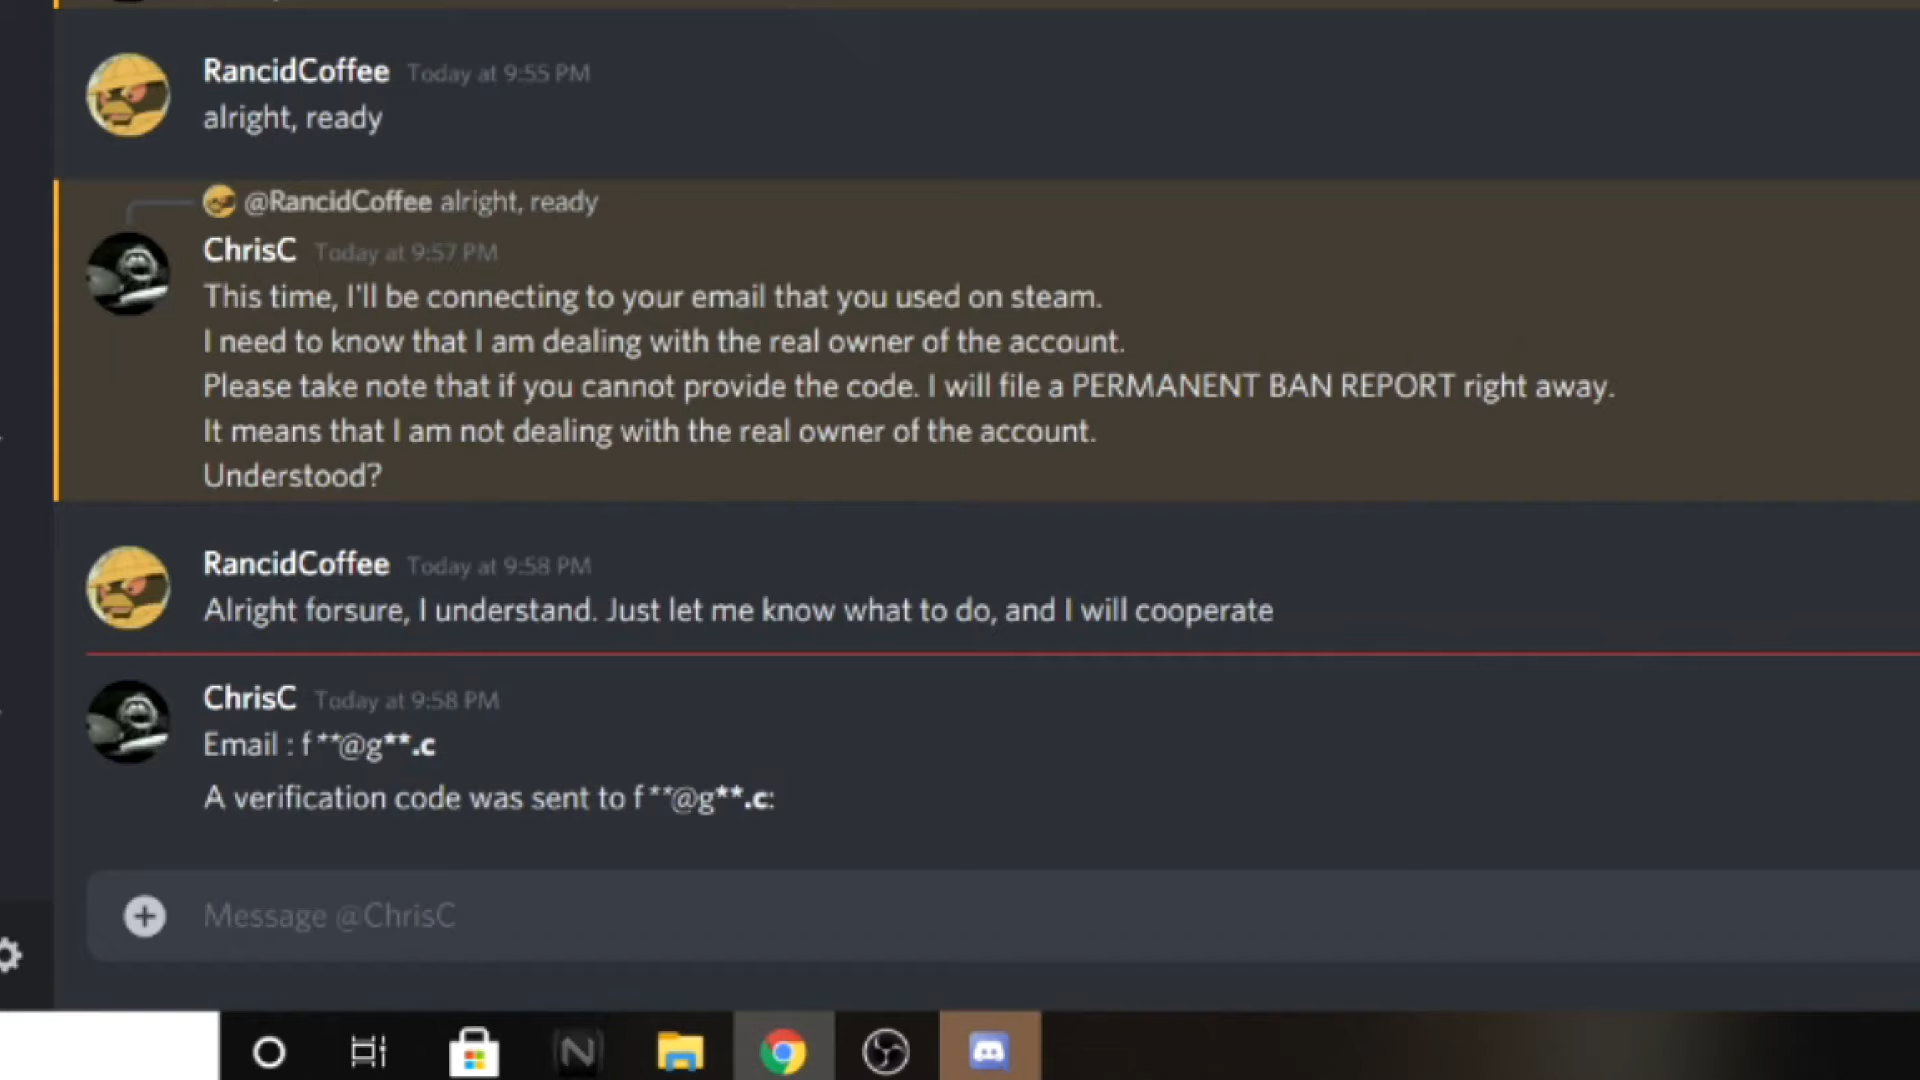 RancidCoffee Today at 9:55 PM
alright, ready
@RancidCoffee alright, ready
ChrisC Today at 9:57 PM
This time, I'll be connecting to your email that you used on steam.
I need to know that I am dealing with the real owner of the account.
Please take note that if you cannot provide the code. I will file a PERMANENT BAN REPORT right away.
It means that I am not dealing with the real owner of the account.
Understood?
RancidCoffee Today at 9:58 PM
Alright forsure, I understand. Just let me know what to do, and I will cooperate
ChrisC Today at 9:58 PM
Email : f**@g**.c
A verification code was sent to f**@g**.c:
Message @ChrisC